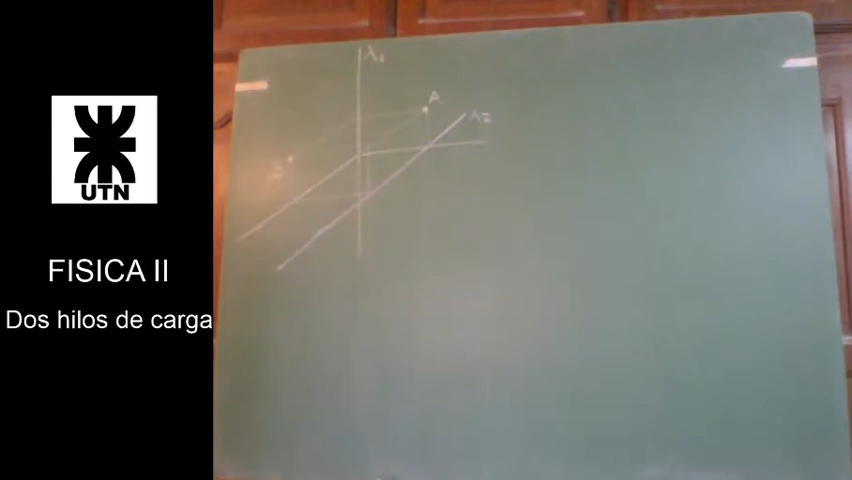 UTN
FISICA II
Dos hilos de carga
λ₁
A
λ₂